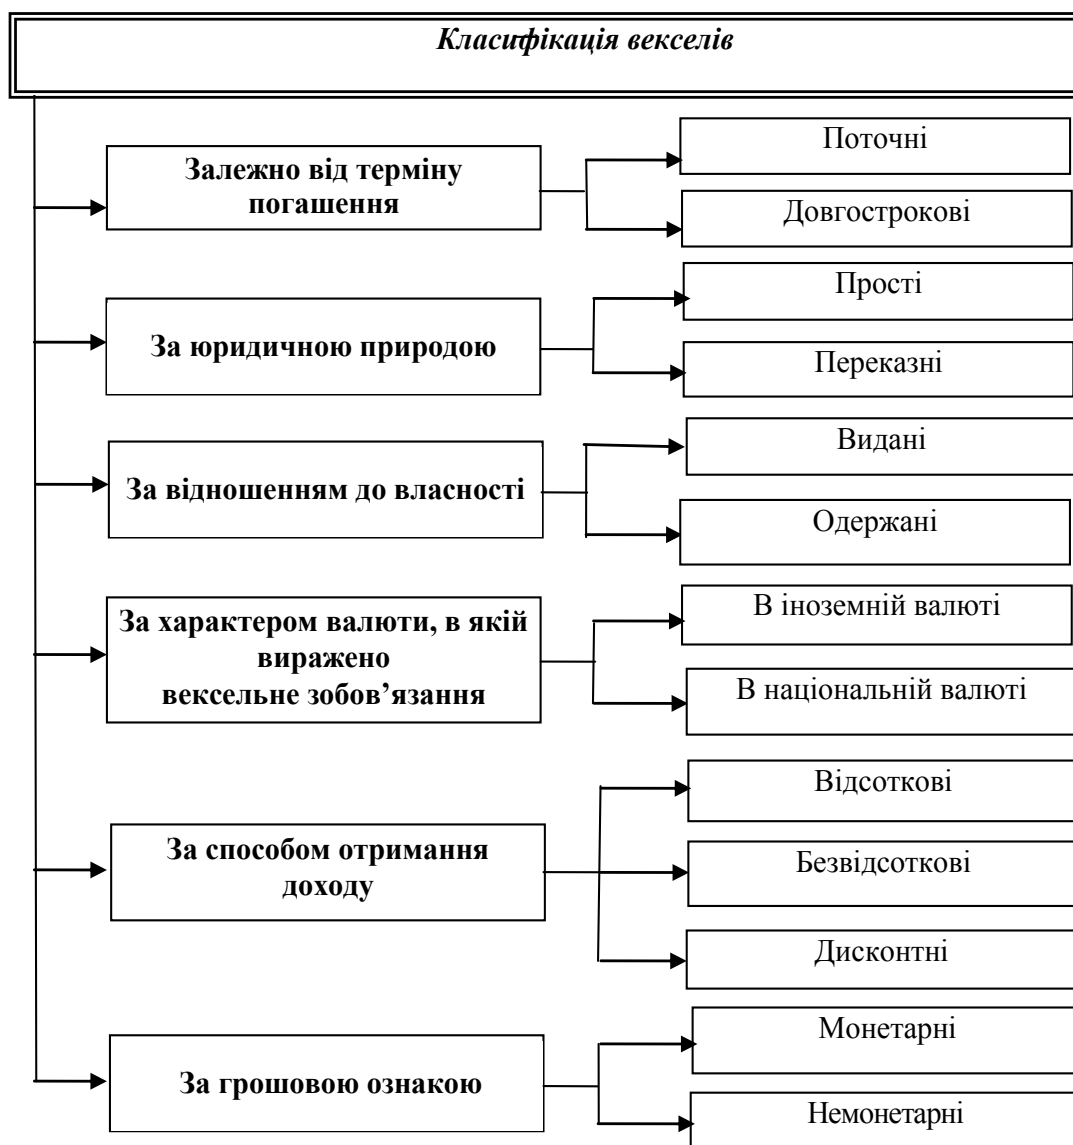 Класифікація векселів
Залежно від терміну
погашення
Поточні
Довгострокові
За юридичною природою
Прості
Переказні
За відношенням до власності
Видані
Одержані
За характером валюти, в якій
виражено
вексельне зобов’язання
В іноземній валюті
В національній валюті
За способом отримання
доходу
Відсоткові
Безвідсоткові
Дисконтні
За грошовою ознакою
Монетарні
Немонетарні